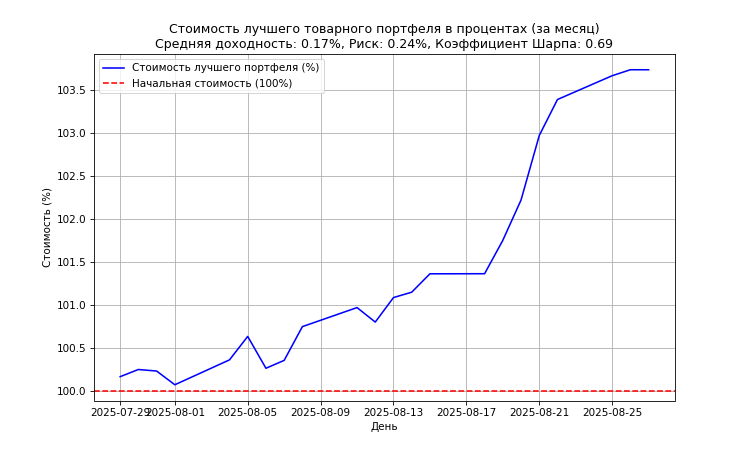 Стоимость лучшего товарного портфеля в процентах (за месяц)
Средняя доходность: 0.17%, Риск: 0.24%, Коэффициент Шарпа: 0.69
Стоимость лучшего портфеля (%)
Начальная стоимость (100%)
Стоимость (%)
103.5
103.0
102.5
102.0
101.5
101.0
100.5
100.0
2025-07-29 2025-08-01 2025-08-05 2025-08-09 2025-08-13 2025-08-17 2025-08-21 2025-08-25
День